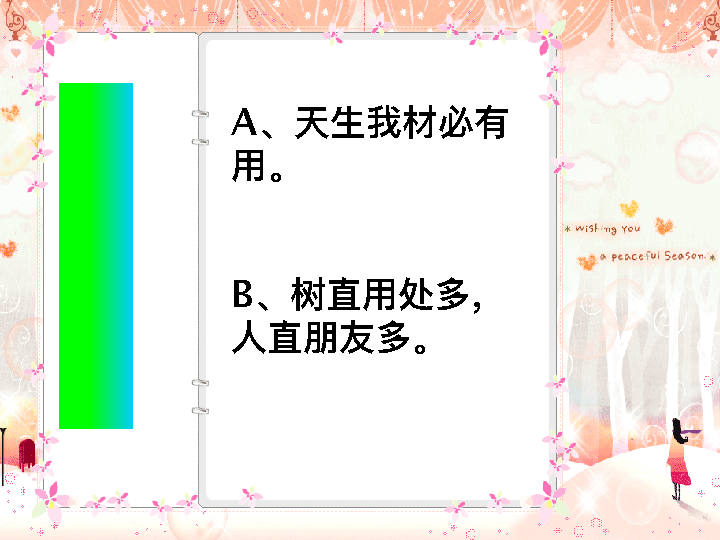 A、天生我材必有
用。
B、树直用处多，
人直朋友多。
* wishing you
a peaceful season. *